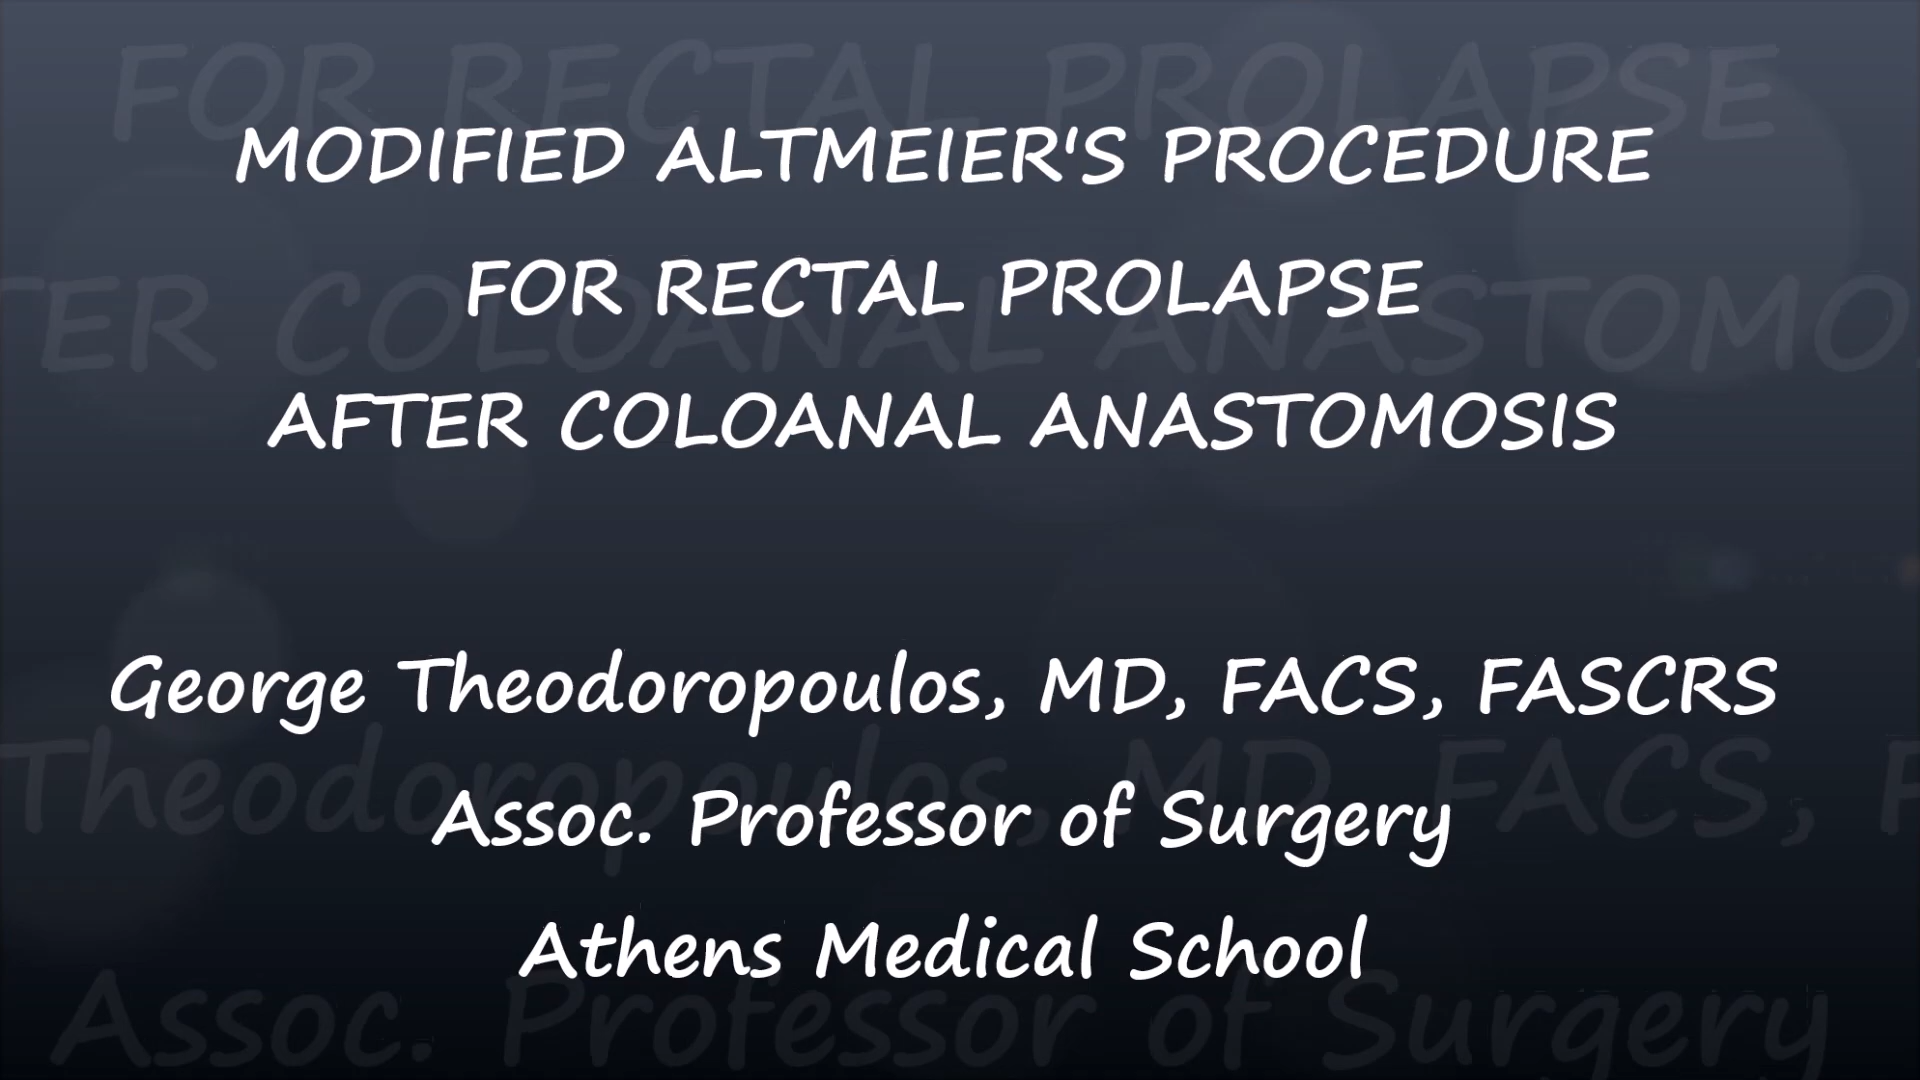 MODIFIED ALTMEIER'S PROCEDURE
FOR RECTAL PROLAPSE
AFTER COLOANAL ANASTOMOSIS
George Theodoropoulos, MD, FACS, FASCRS
Assoc. Professor of Surgery
Athens Medical School